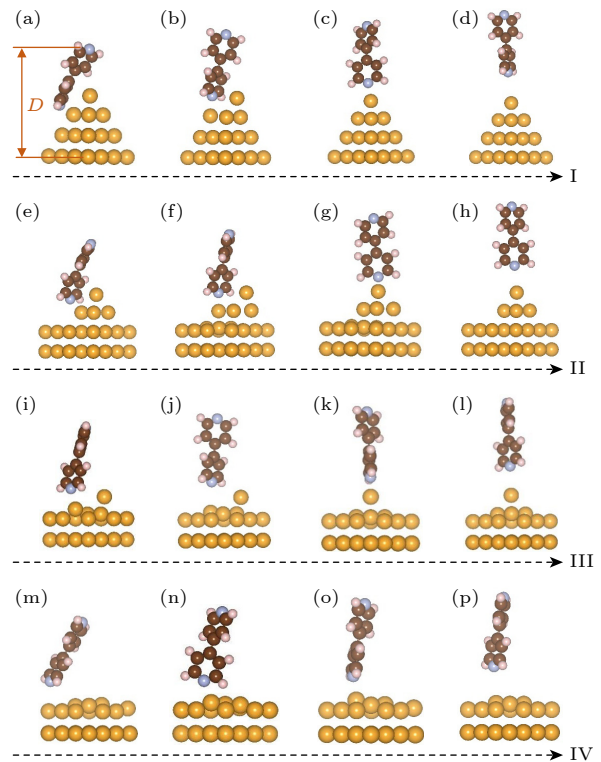 (a) (b) (c) (d)
D
I
(e) (f) (g) (h)
II
(i) (j) (k) (l)
III
(m) (n) (o) (p)
IV